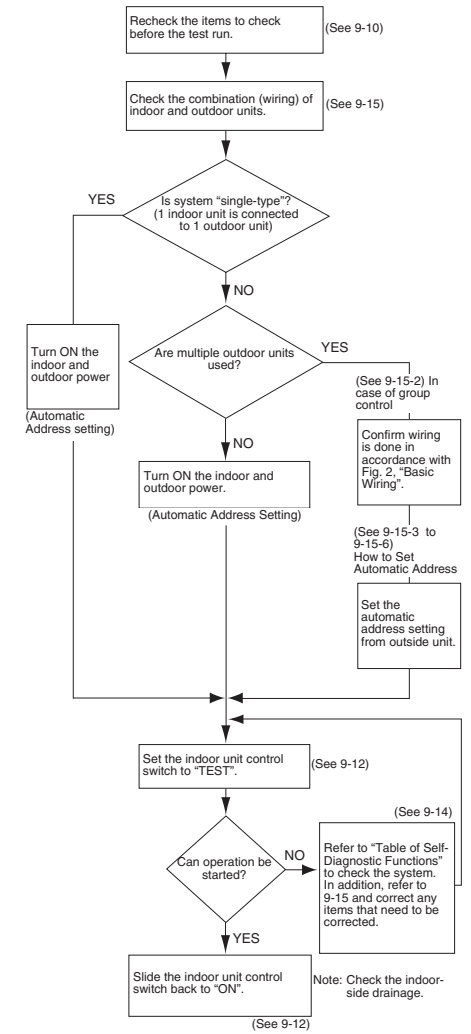 Recheck the items to check
before the test run.
(See 9-10)
Check the combination (wiring) of
indoor and outdoor units.
(See 9-15)
YES
Is system “single-type”?
(1 indoor unit is connected
to 1 outdoor unit)
NO
Turn ON the
indoor and
outdoor power
(Automatic
Address setting)
Are multiple outdoor units
used?
YES
(See 9-15-2) In
case of group
control
Confirm wiring
is done in
accordance with
Fig. 2, “Basic
Wiring”.
NO
Turn ON the indoor and
outdoor power.
(Automatic Address Setting)
(See 9-15-3 to
9-15-6)
How to Set
Automatic Address
Set the
automatic
address setting
from outside unit.
Set the indoor unit control
switch to “TEST”.
(See 9-12)
(See 9-14)
Can operation be
started?
NO
Refer to “Table of Self-
Diagnostic Functions”
to check the system.
In addition, refer to
9-15 and correct any
items that need to be
corrected.
YES
Slide the indoor unit control
switch back to “ON”.
(See 9-12)
Note: Check the indoor-
side drainage.